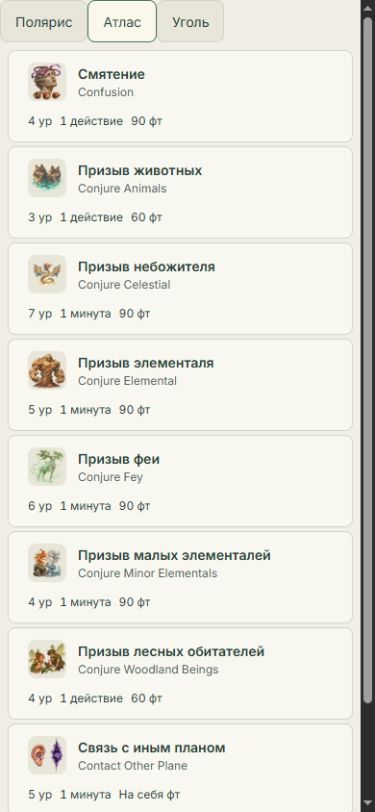 Полярис Атлас Уголь
Смятение
Confusion
4 ур 1 действие 90 фт
Призыв животных
Conjure Animals
3 ур 1 действие 60 фт
Призыв небожителя
Conjure Celestial
7 ур 1 минута 90 фт
Призыв элементаля
Conjure Elemental
5 ур 1 минута 90 фт
Призыв феи
Conjure Fey
6 ур 1 минута 90 фт
Призыв малых элементалей
Conjure Minor Elementals
4 ур 1 минута 90 фт
Призыв лесных обитателей
Conjure Woodland Beings
4 ур 1 действие 60 фт
Связь с иным планом
Contact Other Plane
5 ур 1 минута На себя фт